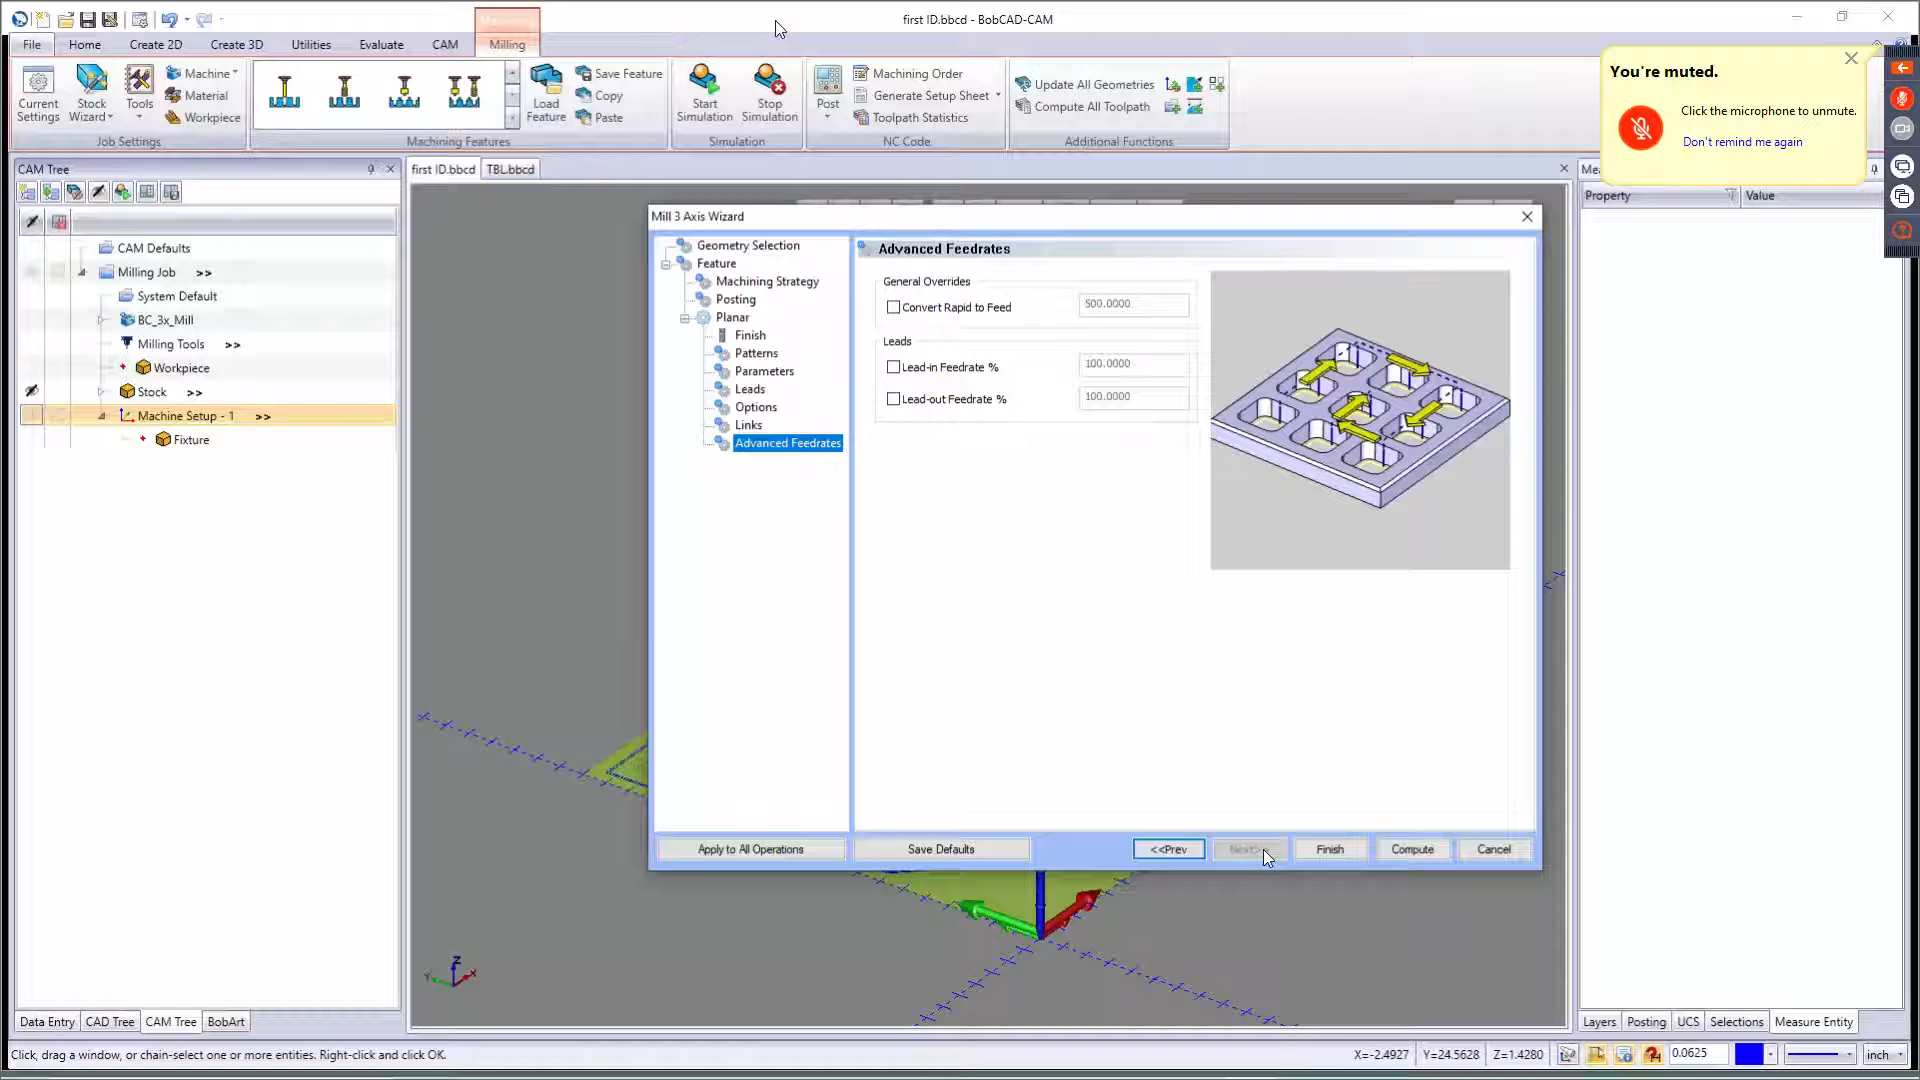 first ID.bbcd - BobCAD-CAM
File
Home
Create 2D
Create 3D
Utilities
Evaluate
CAM
Milling
Current Settings
Stock Wizard
Tools
Machine
Material
Workpiece
Job Settings
Machining Features
Load Feature
Save Feature
Copy
Paste
Start Simulation
Stop Simulation
Simulation
Post
Machining Order
Generate Setup Sheet
Toolpath Statistics
NC Code
Update All Geometries
Compute All Toolpath
Additional Functions
You're muted.
Click the microphone to unmute.
Don't remind me again
CAM Tree
first ID.bbcd
TBL.bbcd
Mea
Property
Value
CAM Defaults
Milling Job >>
System Default
BC_3x_Mill
Milling Tools >>
Workpiece
Stock >>
Machine Setup - 1 >>
Fixture
Mill 3 Axis Wizard
Geometry Selection
Feature
Machining Strategy
Posting
Planar
Finish
Patterns
Parameters
Leads
Options
Links
Advanced Feedrates
Advanced Feedrates
General Overrides
Convert Rapid to Feed 500.0000
Leads
Lead-in Feedrate % 100.0000
Lead-out Feedrate % 100.0000
Apply to All Operations
Save Defaults
<<Prev
Finish
Compute
Cancel
Z
Y
X
Data Entry
CAD Tree
CAM Tree
BobArt
Layers
Posting
UCS
Selections
Measure Entity
Click, drag a window, or chain-select one or more entities. Right-click and click OK.
X=-2.4927
Y=24.5628
Z=1.4280
0.0625
inch